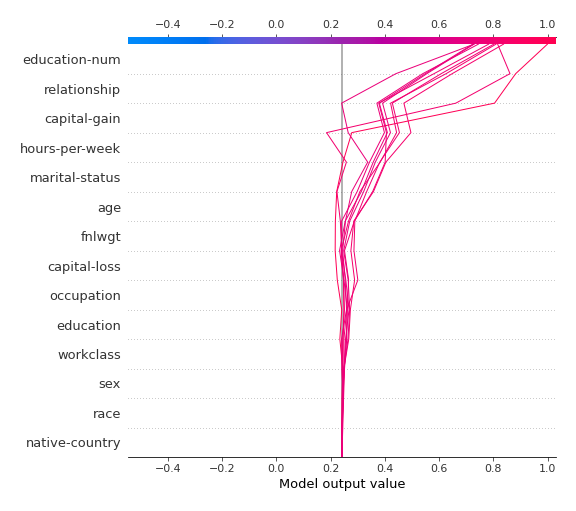 −0.4 −0.2 0.0 0.2 0.4 0.6 0.8 1.0
education-num
relationship
capital-gain
hours-per-week
marital-status
age
fnlwgt
capital-loss
occupation
education
workclass
sex
race
native-country
−0.4 −0.2 0.0 0.2 0.4 0.6 0.8 1.0
Model output value